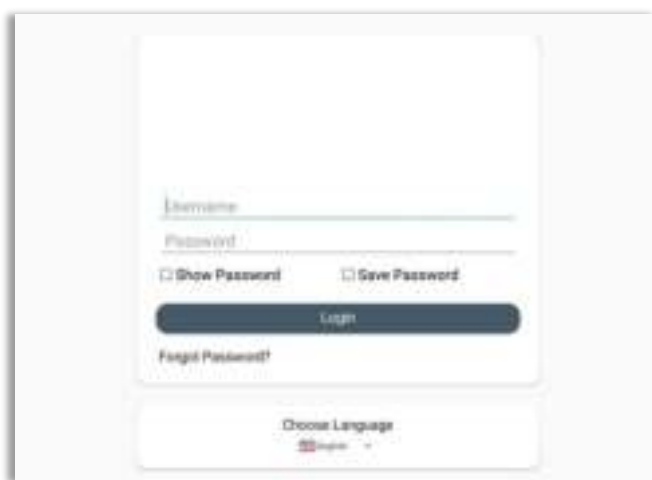 Username
Password
Show Password Save Password
Login
Forgot Password?
Choose Language
English